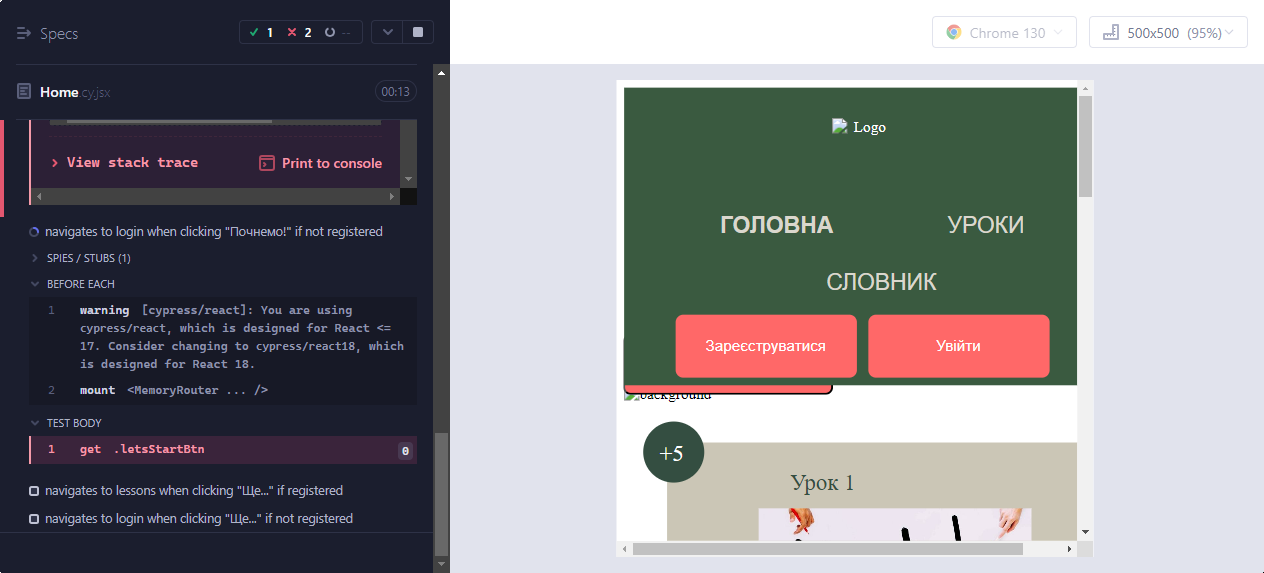 Specs
1
2
--
Chrome 130
500x500 (95%)
Home.cy.jsx
00:13
View stack trace
Print to console
navigates to login when clicking "Почнемо!" if not registered
SPIES / STUBS (1)
BEFORE EACH
1 warning [cypress/react]: You are using
cypress/react, which is designed for React <=
17. Consider changing to cypress/react18, which
is designed for React 18.
2 mount <MemoryRouter ... />
TEST BODY
1 get .letsStartBtn 0
navigates to lessons when clicking "Ще..." if registered
navigates to login when clicking "Ще..." if not registered
Logo
ГОЛОВНА
УРОКИ
СЛОВНИК
Зареєструватися
Увійти
background
+5
Урок 1